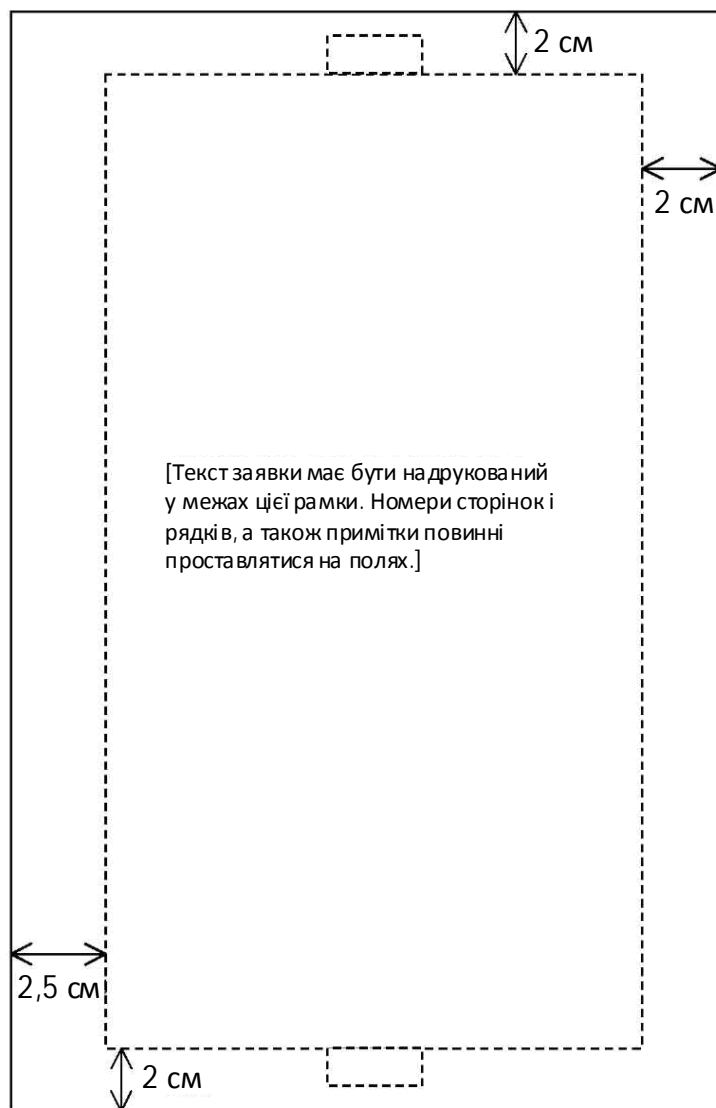 2 см
2 см
[Текст заявки має бути надрукований
у межах цієї рамки. Номери сторінок і
рядків, а також примітки повинні
проставлятися на полях.]
2,5 см
2 см